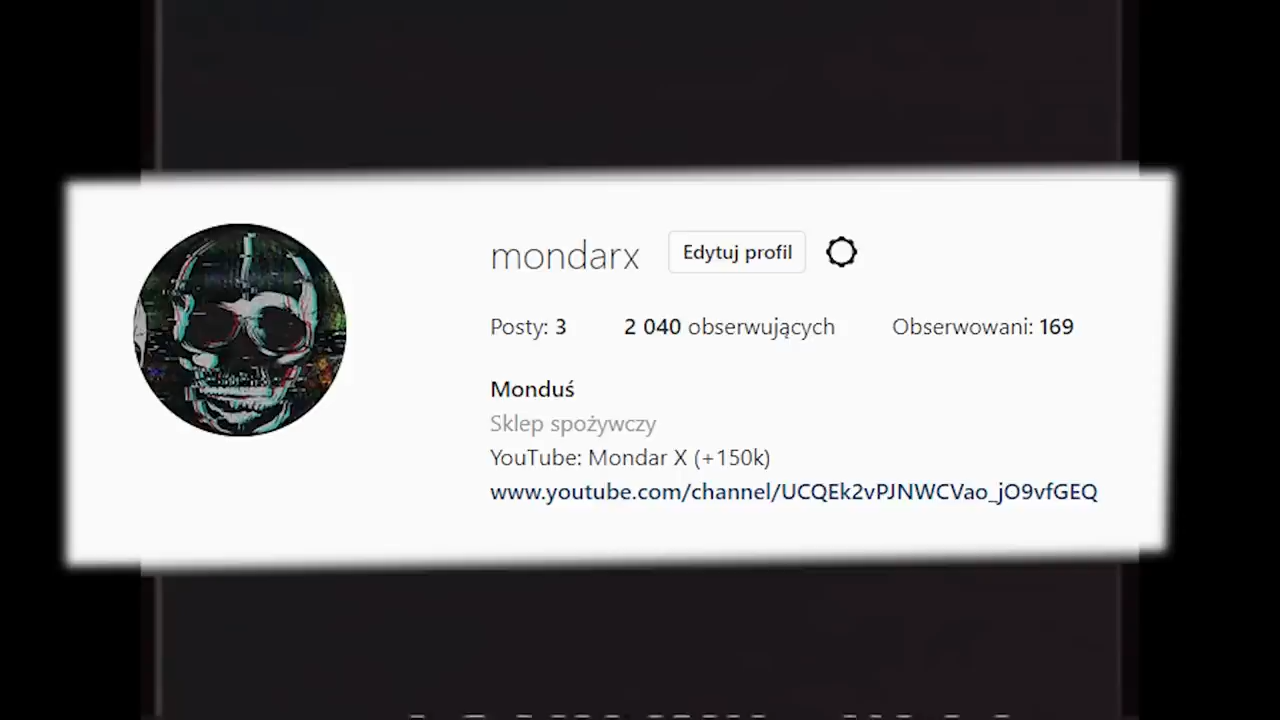 mondarx Edytuj profil
Posty: 3 2 040 obserwujących Obserwowani: 169
Monduś
Sklep spożywczy
YouTube: Mondar X (+150k)
www.youtube.com/channel/UCQEk2vPJNWCVao_jO9vfGEQ